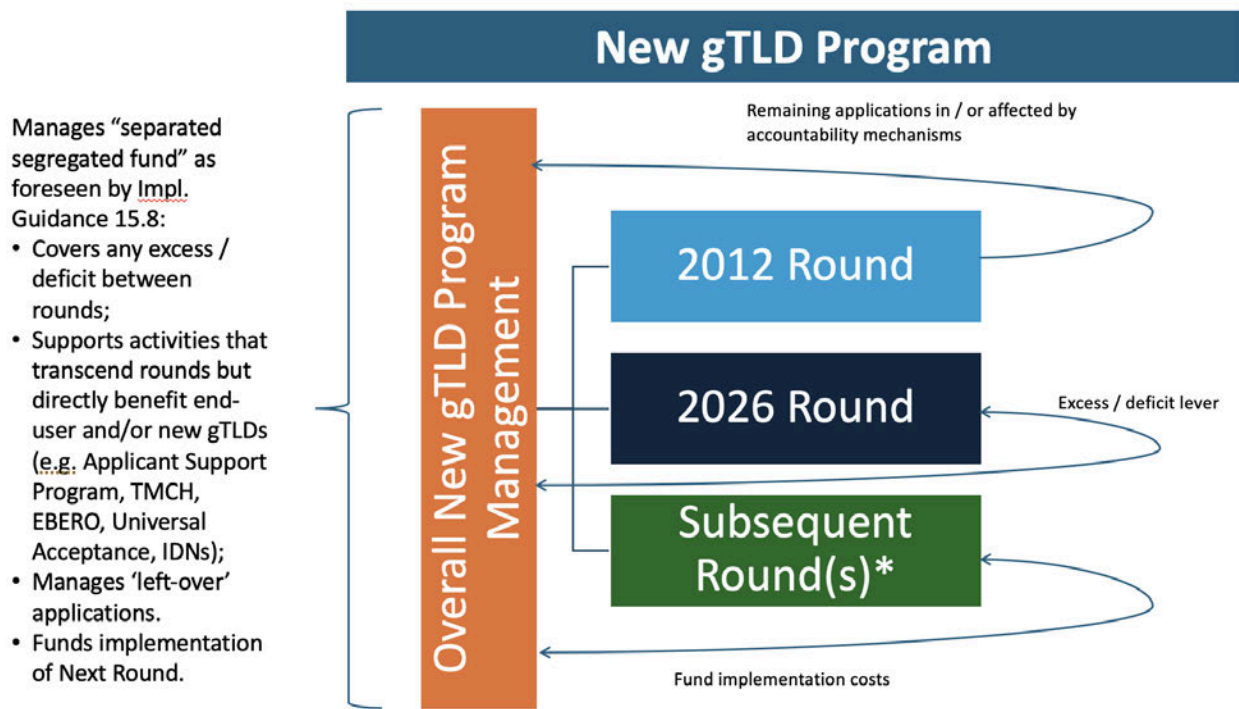 New gTLD Program
Manages “separated
segregated fund” as
foreseen by Impl.
Guidance 15.8:
• Covers any excess /
deficit between
rounds;
• Supports activities that
transcend rounds but
directly benefit end-
user and/or new gTLDs
(e.g. Applicant Support
Program, TMCH,
EBERO, Universal
Acceptance, IDNs);
• Manages ‘left-over’
applications.
• Funds implementation
of Next Round.
Overall New gTLD Program
Management
Remaining applications in / or affected by
accountability mechanisms
2012 Round
2026 Round
Excess / deficit lever
Subsequent
Round(s)*
Fund implementation costs